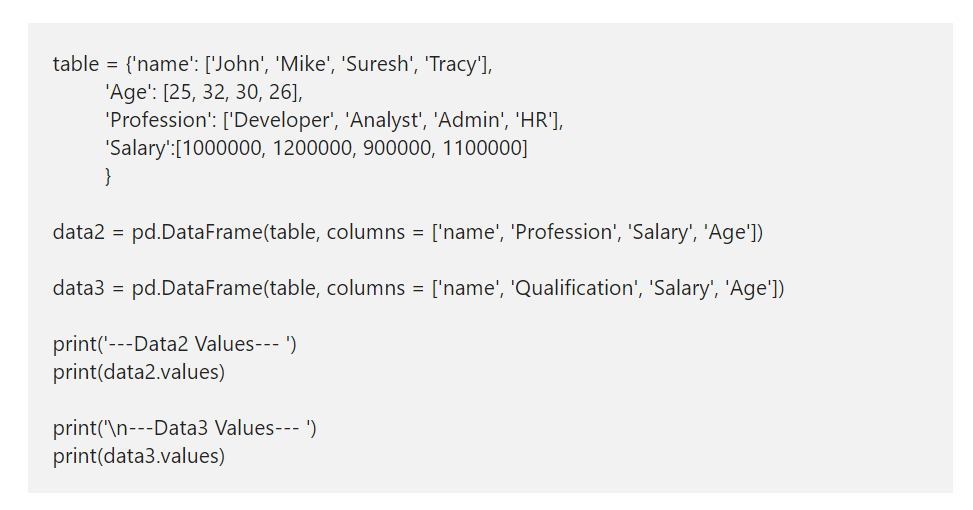 table = {'name': ['John', 'Mike', 'Suresh', 'Tracy'],
'Age': [25, 32, 30, 26],
'Profession': ['Developer', 'Analyst', 'Admin', 'HR'],
'Salary':[1000000, 1200000, 900000, 1100000]
}
data2 = pd.DataFrame(table, columns = ['name', 'Profession', 'Salary', 'Age'])
data3 = pd.DataFrame(table, columns = ['name', 'Qualification', 'Salary', 'Age'])
print('---Data2 Values--- ')
print(data2.values)
print('\n---Data3 Values--- ')
print(data3.values)